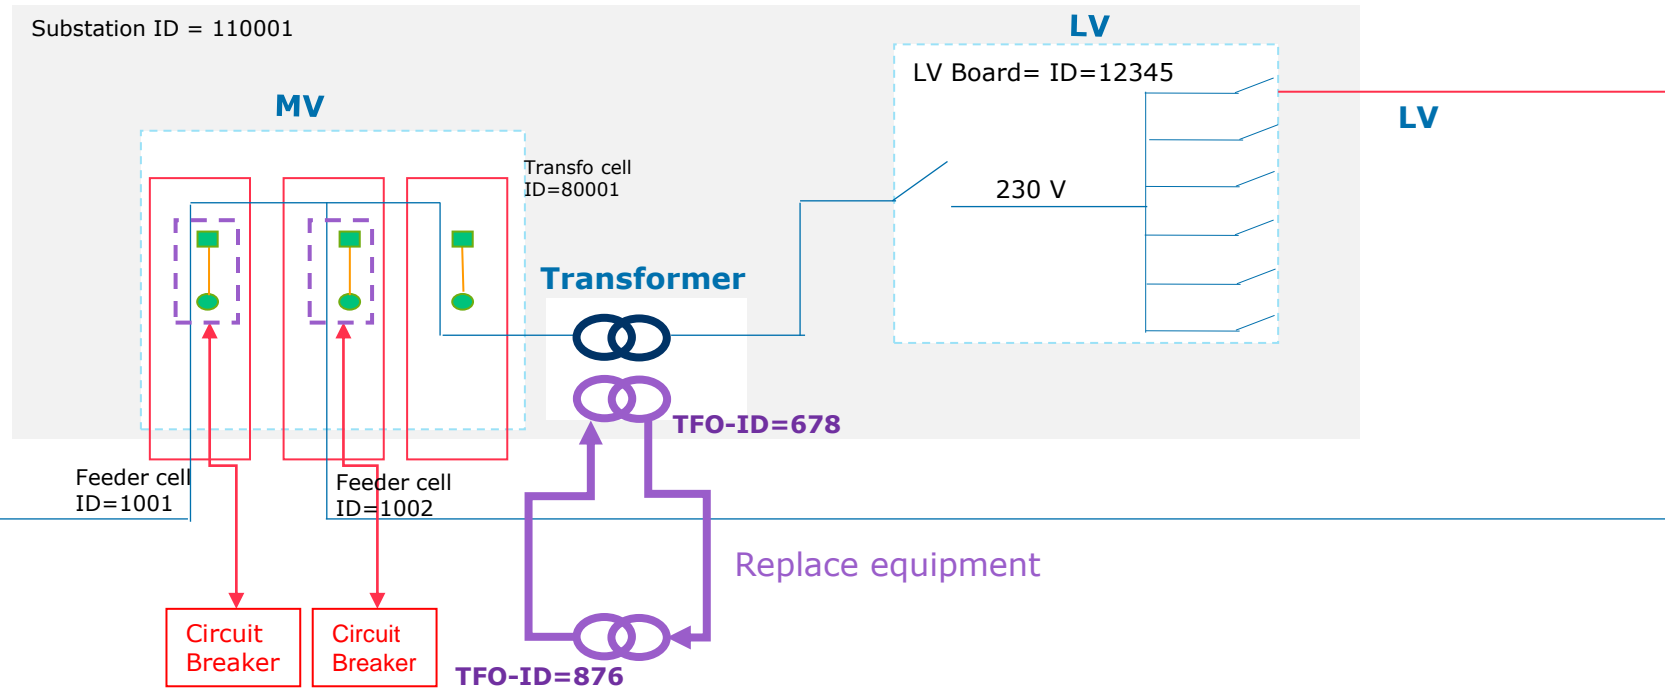 Substation ID = 110001
LV
LV Board= ID=12345
MV
LV
Transfo cell
ID=80001
230 V
Transformer
TFO-ID=678
Feeder cell
ID=1001
Feeder cell
ID=1002
Replace equipment
Circuit
Breaker
Circuit
Breaker
TFO-ID=876